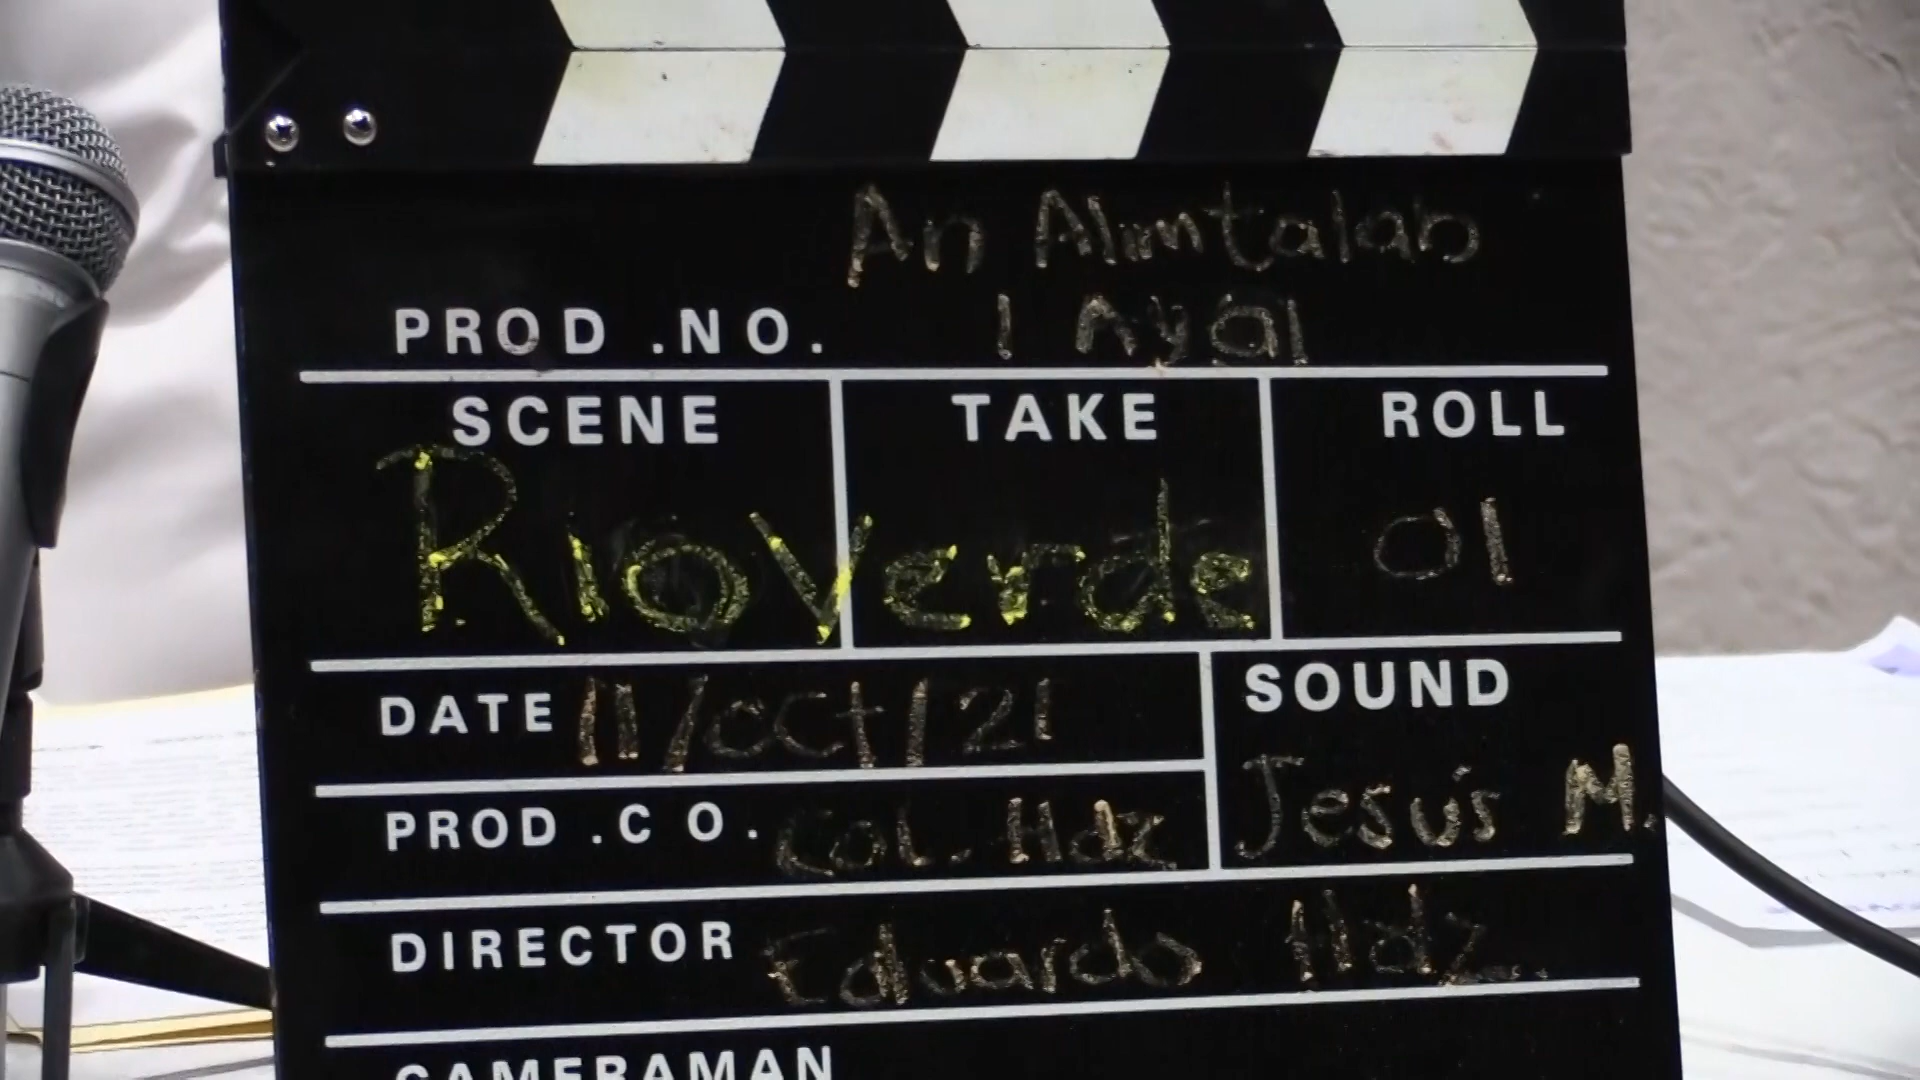 An Alimtalab
PROD .NO. 1 Ayal
SCENE TAKE ROLL
RioVerde 01
DATE 11/oct/21 SOUND
Jesús M.
PROD .C O. Col. Hdz
DIRECTOR Eduardo Hdz.
CAMERAMAN